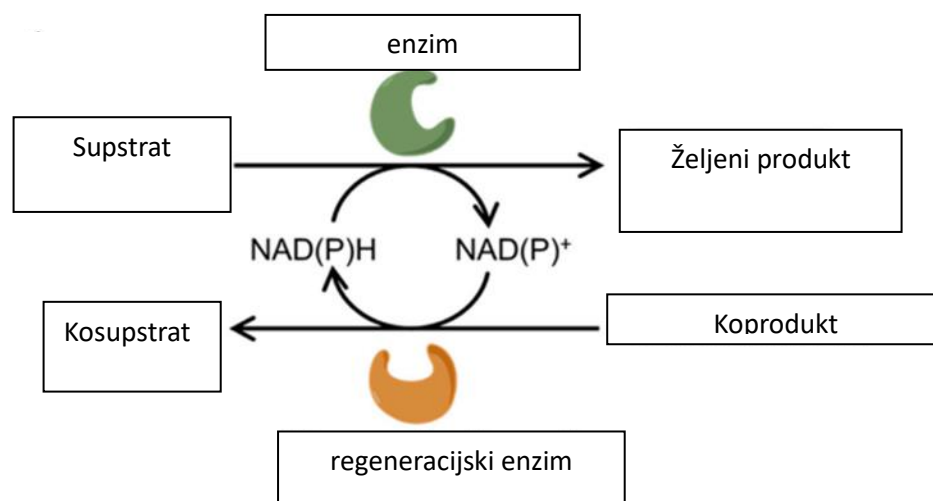 enzim
Supstrat
Željeni produkt
NAD(P)H
NAD(P)⁺
Kosupstrat
Koprodukt
regeneracijski enzim